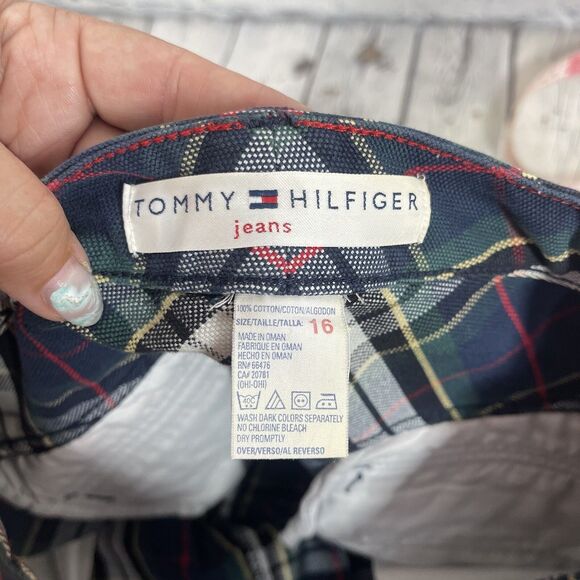 TOMMY HILFIGER
jeans
100% COTTON/COTON/ALGODON
SIZE/TAILLE/TALLA: 16
MADE IN OMAN
FABRIQUE EN OMAN
HECHO EN OMAN
RN# 66476
CA# 20781
(OHI-OHI)
WASH DARK COLORS SEPARATELY
NO CHLORINE BLEACH
DRY PROMPTLY
OVER/VERSO/AL REVERSO